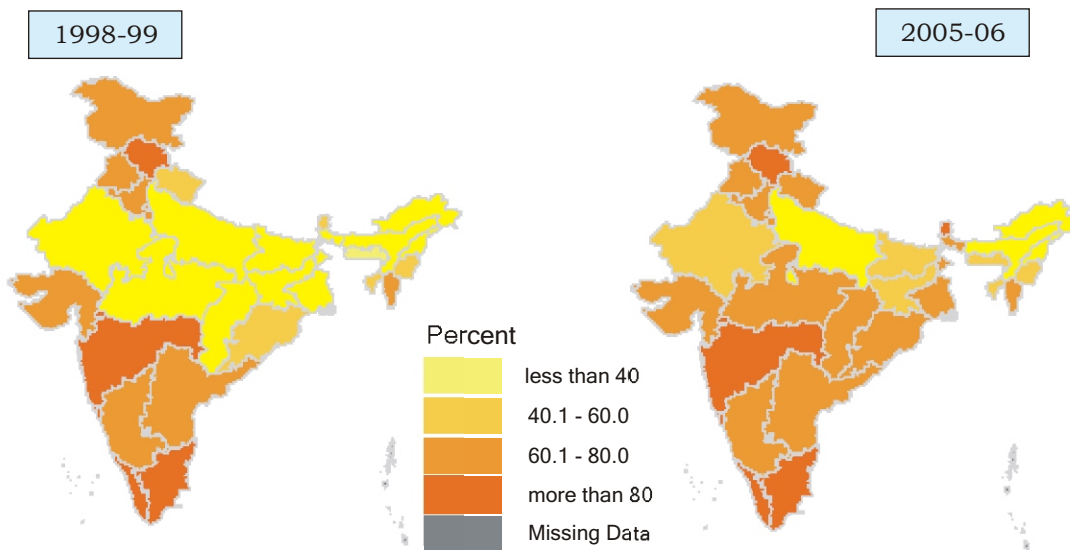 1998-99
2005-06
Percent
less than 40
40.1 - 60.0
60.1 - 80.0
more than 80
Missing Data